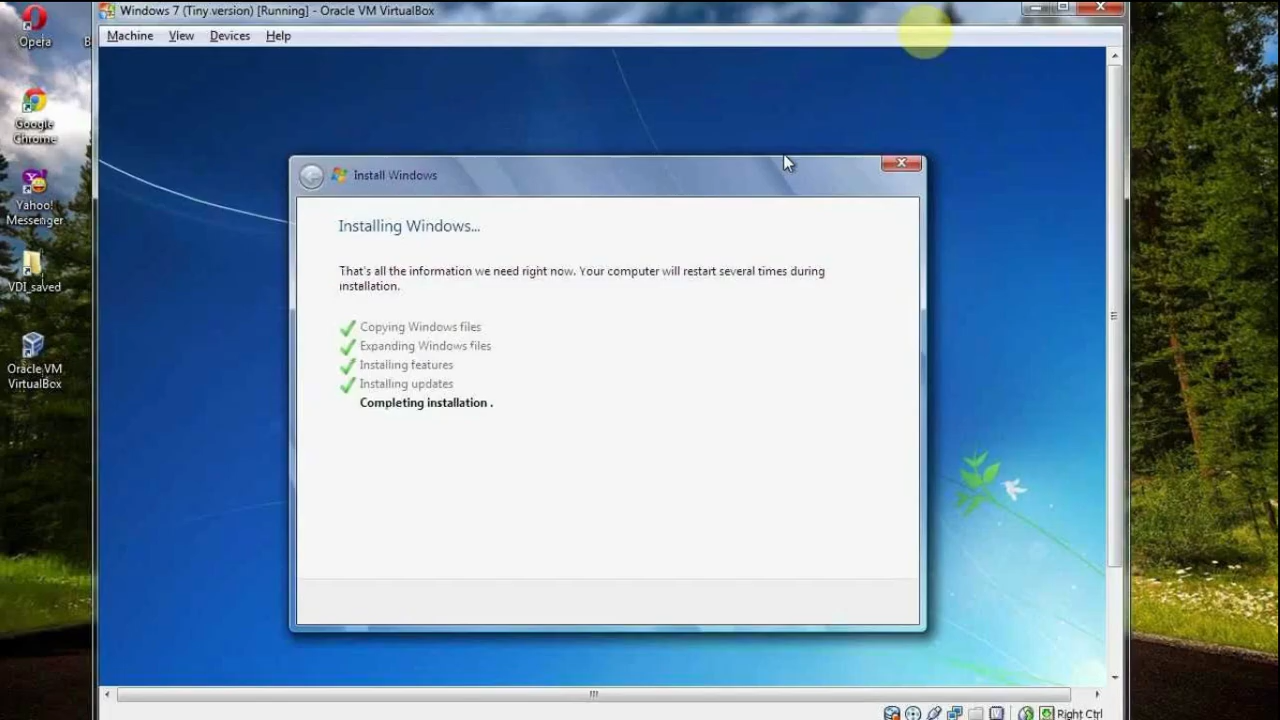 Windows 7 (Tiny version) [Running] - Oracle VM VirtualBox
Machine View Devices Help
Opera
Google
Chrome
Yahoo!
Messenger
VDI_saved
Oracle VM
VirtualBox
Install Windows
Installing Windows...
That's all the information we need right now. Your computer will restart several times during
installation.
Copying Windows files
Expanding Windows files
Installing features
Installing updates
Completing installation .
Right Ctrl